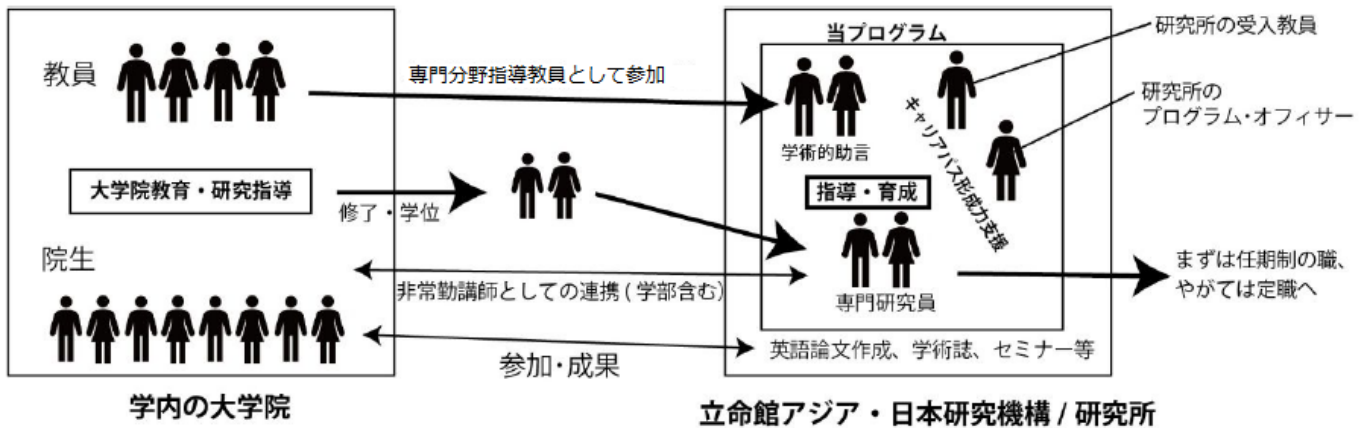 教員
大学院教育・研究指導
院生
学内の大学院
専門分野指導教員として参加
修了・学位
非常勤講師としての連携(学部含む)
参加・成果
当プログラム
学術的助言
キャリアパス形成力支援
指導・育成
専門研究員
英語論文作成、学術誌、セミナー等
研究所の受入教員
研究所の
プログラム・オフィサー
まずは任期制の職、
やがては定職へ
立命館アジア・日本研究機構 / 研究所